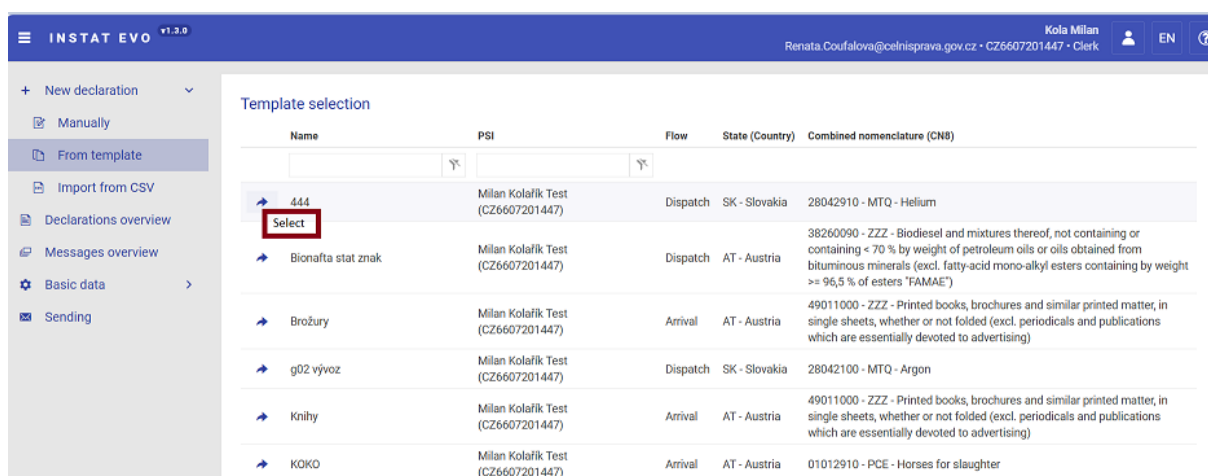 INSTAT EVO v1.3.0
Kola Milan
Renata.Coufalova@celnisprava.gov.cz • CZ6607201447 • Clerk
EN
+ New declaration
Manually
From template
Import from CSV
Declarations overview
Messages overview
Basic data
Sending
Template selection
Name PSI Flow State (Country) Combined nomenclature (CN8)
444 Milan Kolařík Test (CZ6607201447) Dispatch SK - Slovakia 28042910 - MTQ - Helium
Select
Bionafta stat znak Milan Kolařík Test (CZ6607201447) Dispatch AT - Austria 38260090 - ZZZ - Biodiesel and mixtures thereof, not containing or
containing < 70 % by weight of petroleum oils or oils obtained from
bituminous minerals (excl. fatty-acid mono-alkyl esters containing by weight
>= 96,5 % of esters "FAMAE")
Brožury Milan Kolařík Test (CZ6607201447) Arrival AT - Austria 49011000 - ZZZ - Printed books, brochures and similar printed matter, in
single sheets, whether or not folded (excl. periodicals and publications
which are essentially devoted to advertising)
g02 vývoz Milan Kolařík Test (CZ6607201447) Dispatch SK - Slovakia 28042100 - MTQ - Argon
Knihy Milan Kolařík Test (CZ6607201447) Arrival AT - Austria 49011000 - ZZZ - Printed books, brochures and similar printed matter, in
single sheets, whether or not folded (excl. periodicals and publications
which are essentially devoted to advertising)
KOKO Milan Kolařík Test (CZ6607201447) Arrival AT - Austria 01012910 - PCE - Horses for slaughter